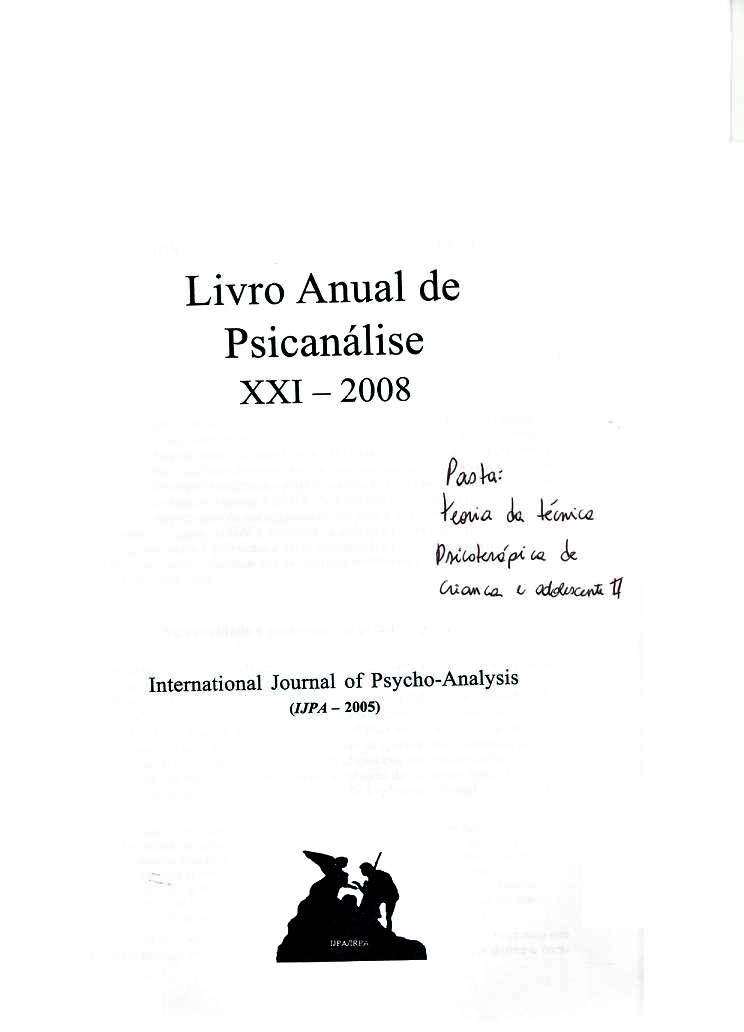 Livro Anual de
Psicanálise
XXI – 2008
Pasta:
teoria da técnica
Psicoterápica de
criança e adolescente II
International Journal of Psycho-Analysis
(IJPA – 2005)